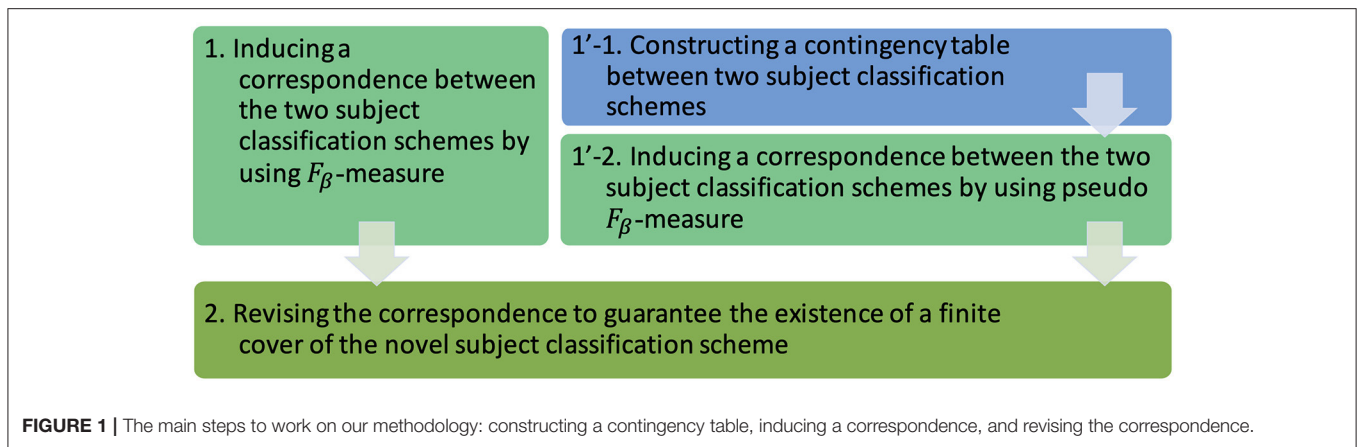 1. Inducing a
correspondence between
the two subject
classification schemes by
using 𝐹𝛽-measure
1’-1. Constructing a contingency table
between two subject classification
schemes
1’-2. Inducing a correspondence between the two
subject classification schemes by using pseudo
𝐹𝛽-measure
2. Revising the correspondence to guarantee the existence of a finite
cover of the novel subject classification scheme
FIGURE 1 | The main steps to work on our methodology: constructing a contingency table, inducing a correspondence, and revising the correspondence.